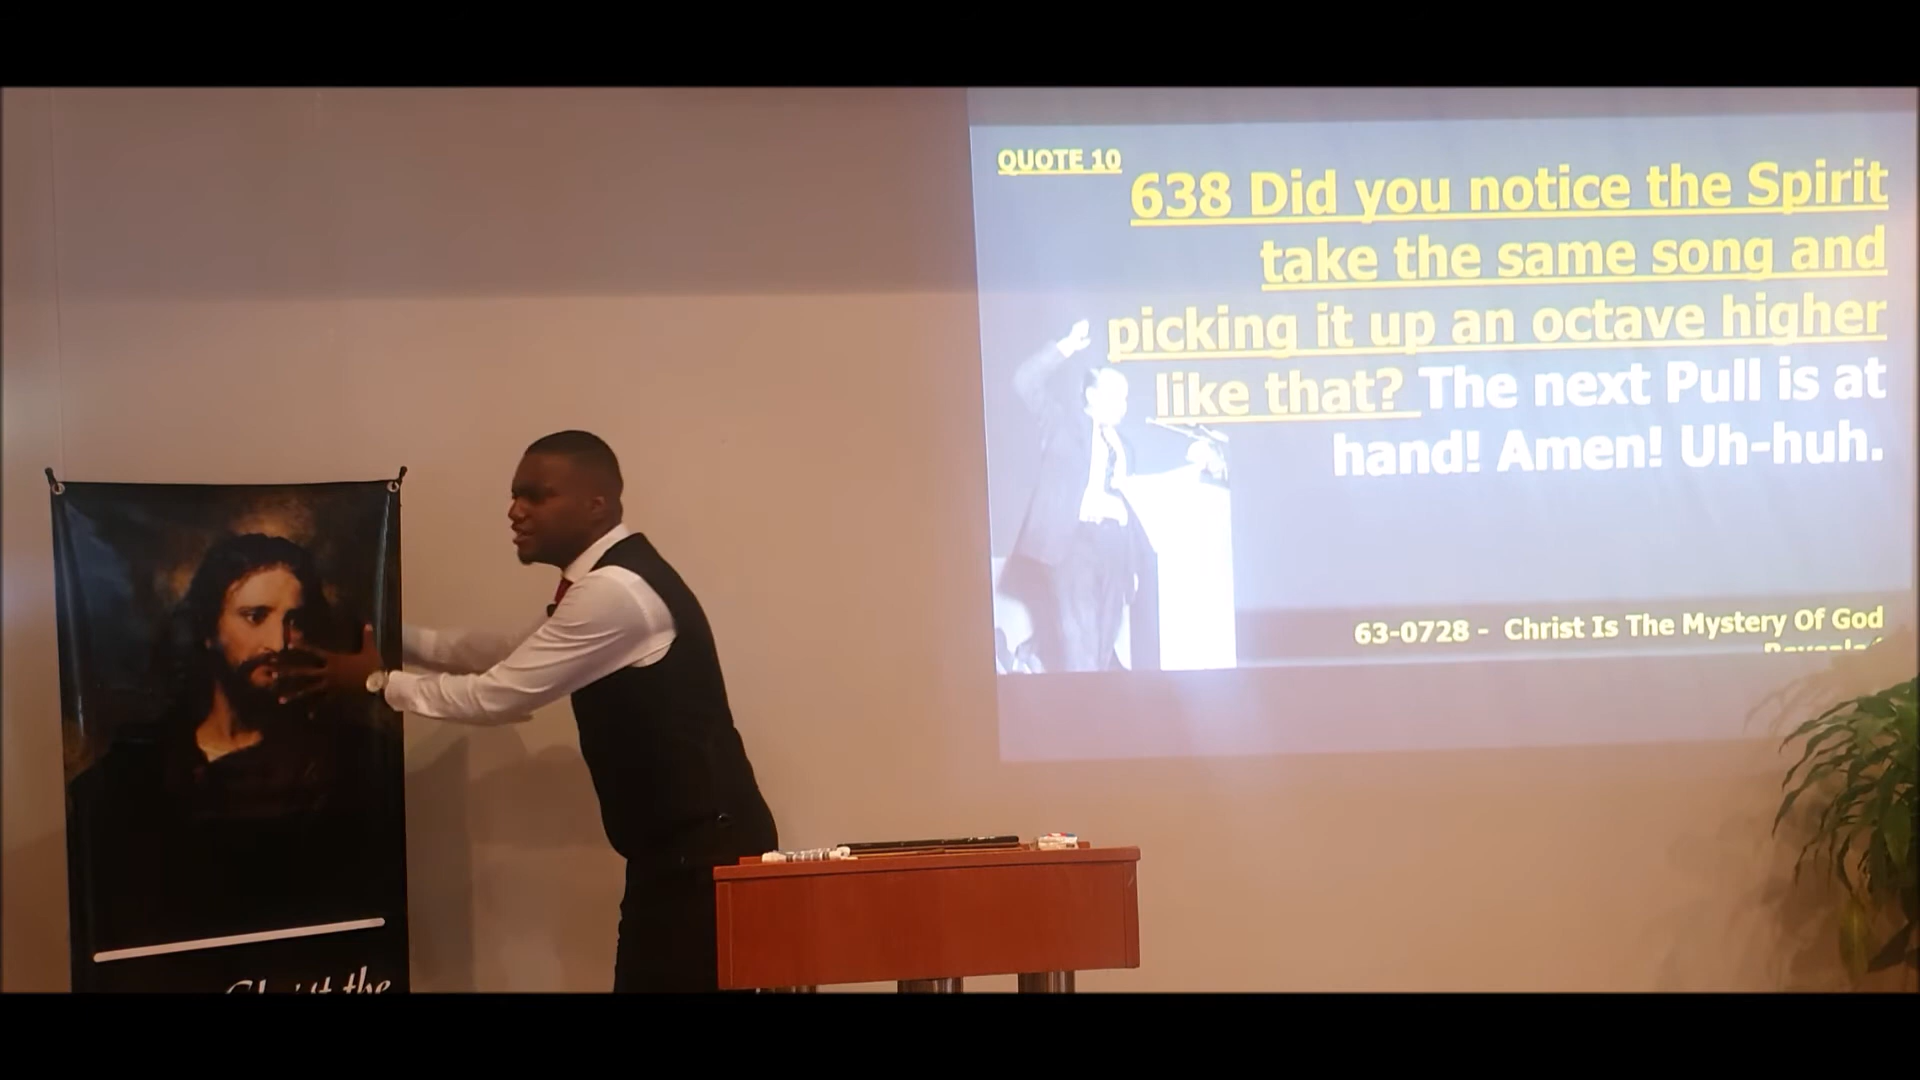 QUOTE 10
638 Did you notice the Spirit
take the same song and
picking it up an octave higher
like that? The next Pull is at
hand! Amen! Uh-huh.
63-0728 - Christ Is The Mystery Of God
Christ the